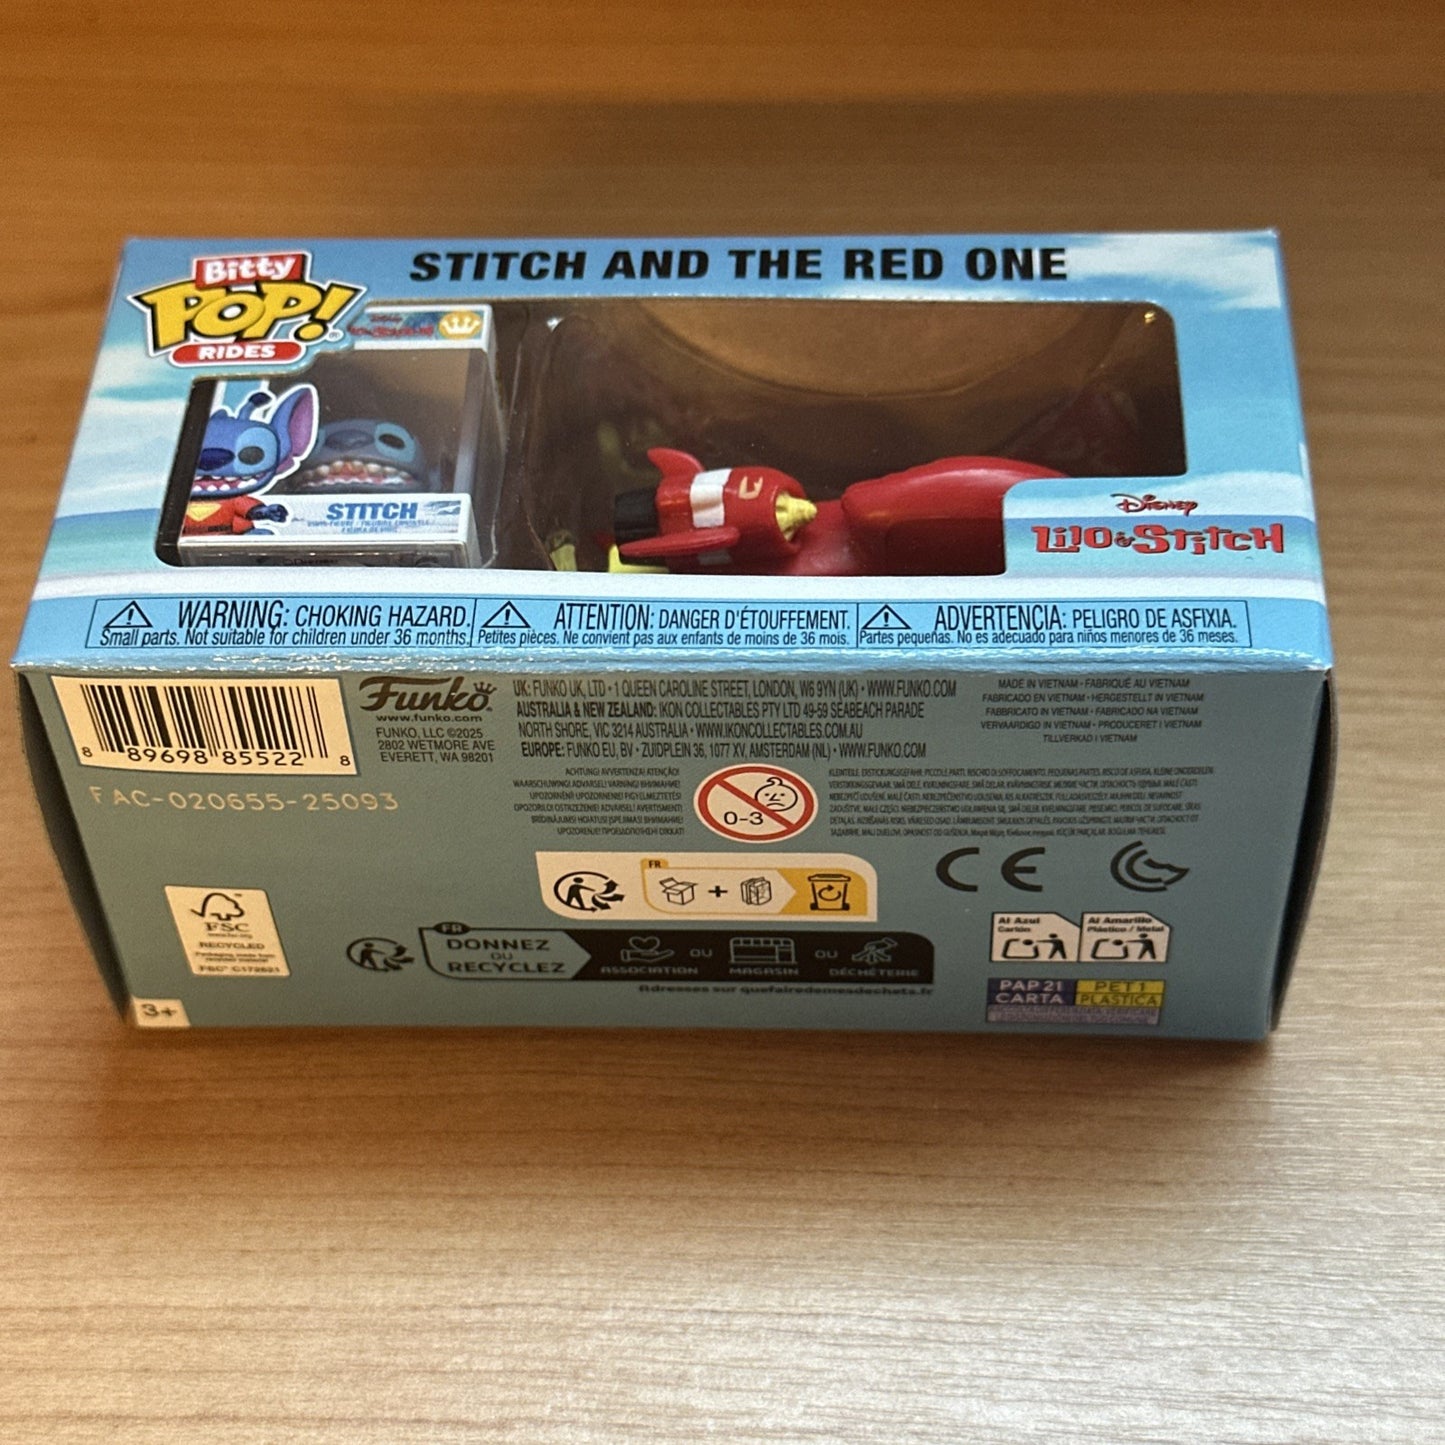 Bitty
POP!
RIDES
STITCH AND THE RED ONE
STITCH
Disney
Lilo & Stitch
WARNING: CHOKING HAZARD.
Small parts. Not suitable for children under 36 months.
ATTENTION: DANGER D'ÉTOUFFEMENT.
Petites pièces. Ne convient pas aux enfants de moins de 36 mois.
ADVERTENCIA: PELIGRO DE ASFIXIA.
Partes pequeñas. No es adecuado para niños menores de 36 meses.
8 89698 85522 8
FAC-020655-25093
Funko
www.funko.com
FUNKO, LLC ©2025
2802 WETMORE AVE
EVERETT, WA 98201
UK: FUNKO UK, LTD • 1 QUEEN CAROLINE STREET, LONDON, W6 9YN (UK) • WWW.FUNKO.COM
AUSTRALIA & NEW ZEALAND: IKON COLLECTABLES PTY LTD 49-59 SEABEACH PARADE
NORTH SHORE, VIC 3214 AUSTRALIA • WWW.IKONCOLLECTABLES.COM.AU
EUROPE: FUNKO EU, BV • ZUIDPLEIN 36, 1077 XV, AMSTERDAM (NL) • WWW.FUNKO.COM
MADE IN VIETNAM • FABRIQUÉ AU VIETNAM
FABRICADO EN VIETNAM • HERGESTELLT IN VIETNAM
FABBRICATO IN VIETNAM • FABRICADO NA VIETNAM
VERVAARDIGD IN VIETNAM • PRODUCERET I VIETNAM
TILLVERKAD I VIETNAM
0-3
FR
+
CE
FSC
RECYCLED
Packaging made from
recycled material
FSC® C172621
3+
FR
DONNEZ
OU
RECYCLEZ
ASSOCIATION
OU
MAGASIN
OU
DÉCHÈTERIE
Adresses sur quefairedemesdechets.fr
Al Azul
Cartón
Al Amarillo
Plástico / Metal
PAP 21
CARTA
PET 1
PLASTICA